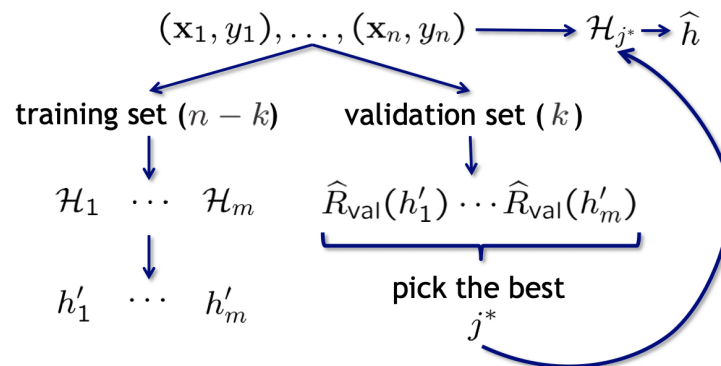 (x₁, y₁), . . . , (xₙ, yₙ) ℋ_{j*} ĥ
training set (n − k) validation set (k)
ℋ₁ ⋯ ℋₘ R̂_val(h′₁) ⋯ R̂_val(h′ₘ)
h′₁ ⋯ h′ₘ pick the best
j*